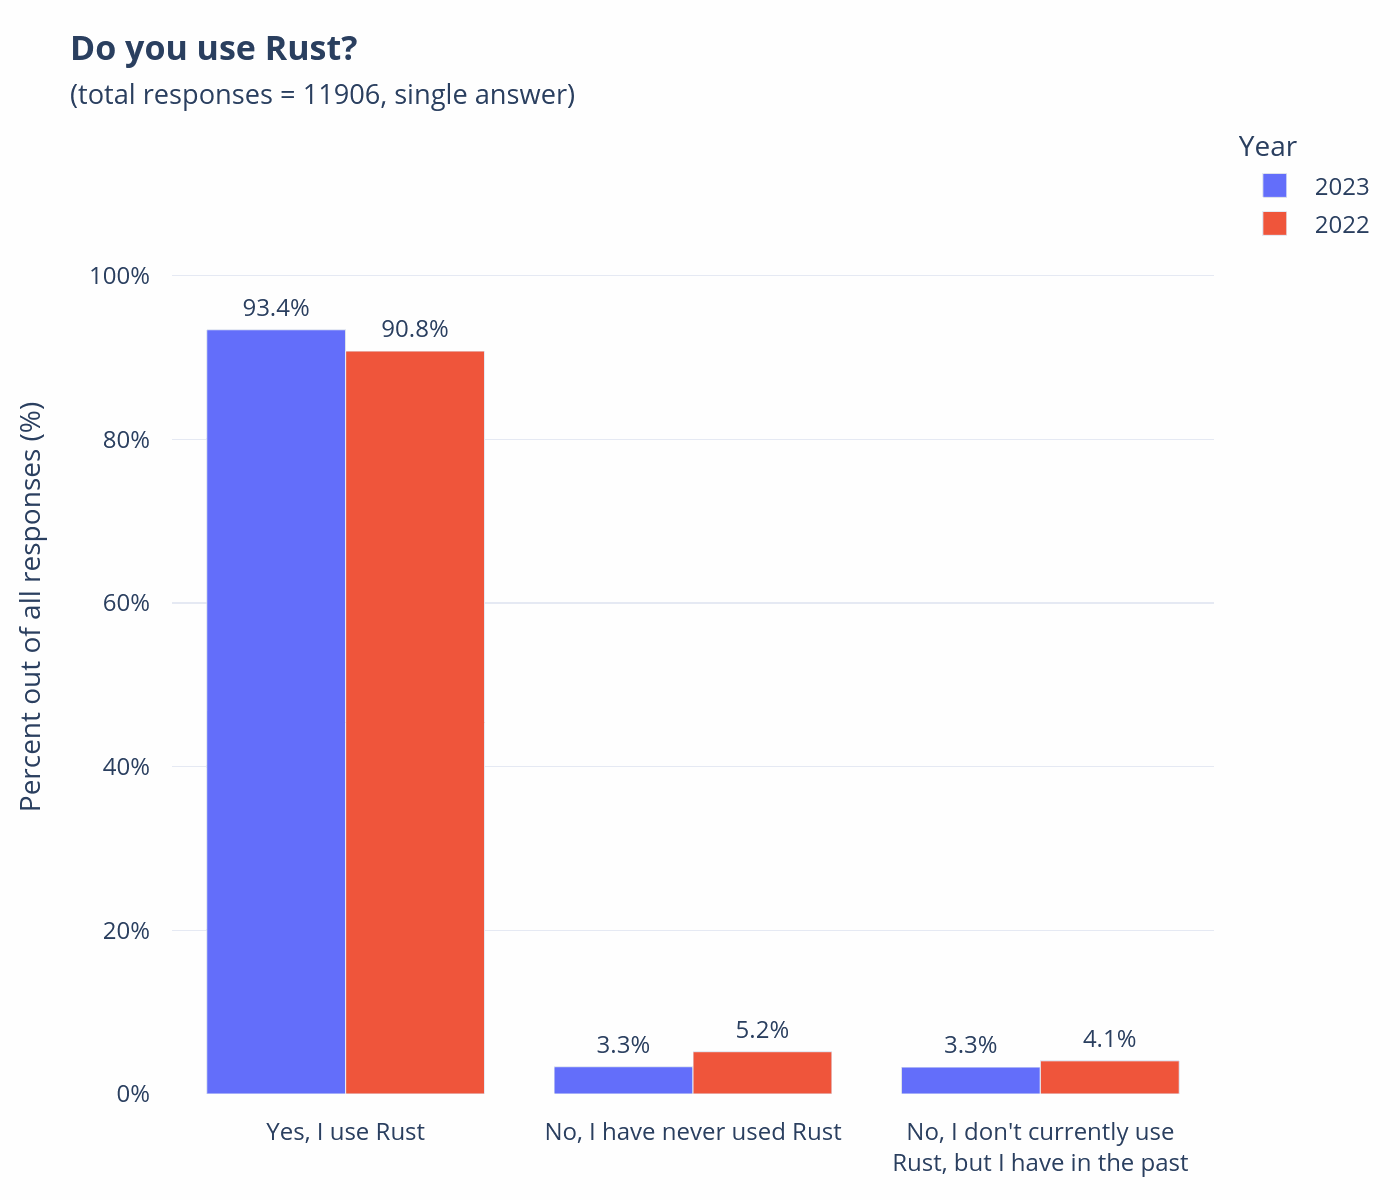 Do you use Rust?
(total responses = 11906, single answer)
Year
2023
2022
Percent out of all responses (%)
100%
80%
60%
40%
20%
0%
93.4%
90.8%
3.3%
5.2%
3.3%
4.1%
Yes, I use Rust
No, I have never used Rust
No, I don't currently use
Rust, but I have in the past